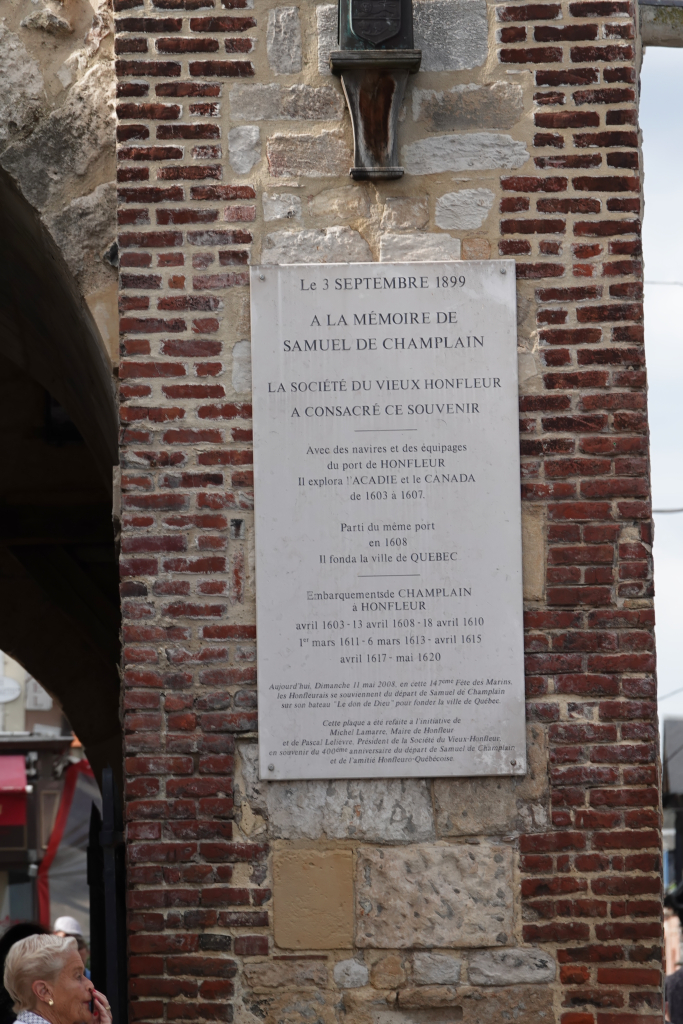 Le 3 SEPTEMBRE 1899
A LA MÉMOIRE DE
SAMUEL DE CHAMPLAIN
LA SOCIÉTÉ DU VIEUX HONFLEUR
A CONSACRÉ CE SOUVENIR
Avec des navires et des équipages
du port de HONFLEUR
Il explora l'ACADIE et le CANADA
de 1603 à 1607.
Parti du même port
en 1608
Il fonda la ville de QUEBEC
Embarquementsde CHAMPLAIN
à HONFLEUR
avril 1603 - 13 avril 1608 - 18 avril 1610
1er mars 1611 - 6 mars 1613 - avril 1615
avril 1617 - mai 1620
Aujourd'hui, Dimanche 11 mai 2008, en cette 147eme Fête des Marins,
les Honfleurais se souviennent du départ de Samuel de Champlain
sur son bateau "Le don de Dieu" pour fonder la ville de Québec.
Cette plaque a été refaite à l'initiative de
Michel Lamarre, Maire de Honfleur
et de Pascal Lelièvre, Président de la Société du Vieux-Honfleur,
en souvenir du 400ème anniversaire du départ de Samuel de Champlain
et de l'amitié Honfleuro-Québécoise.